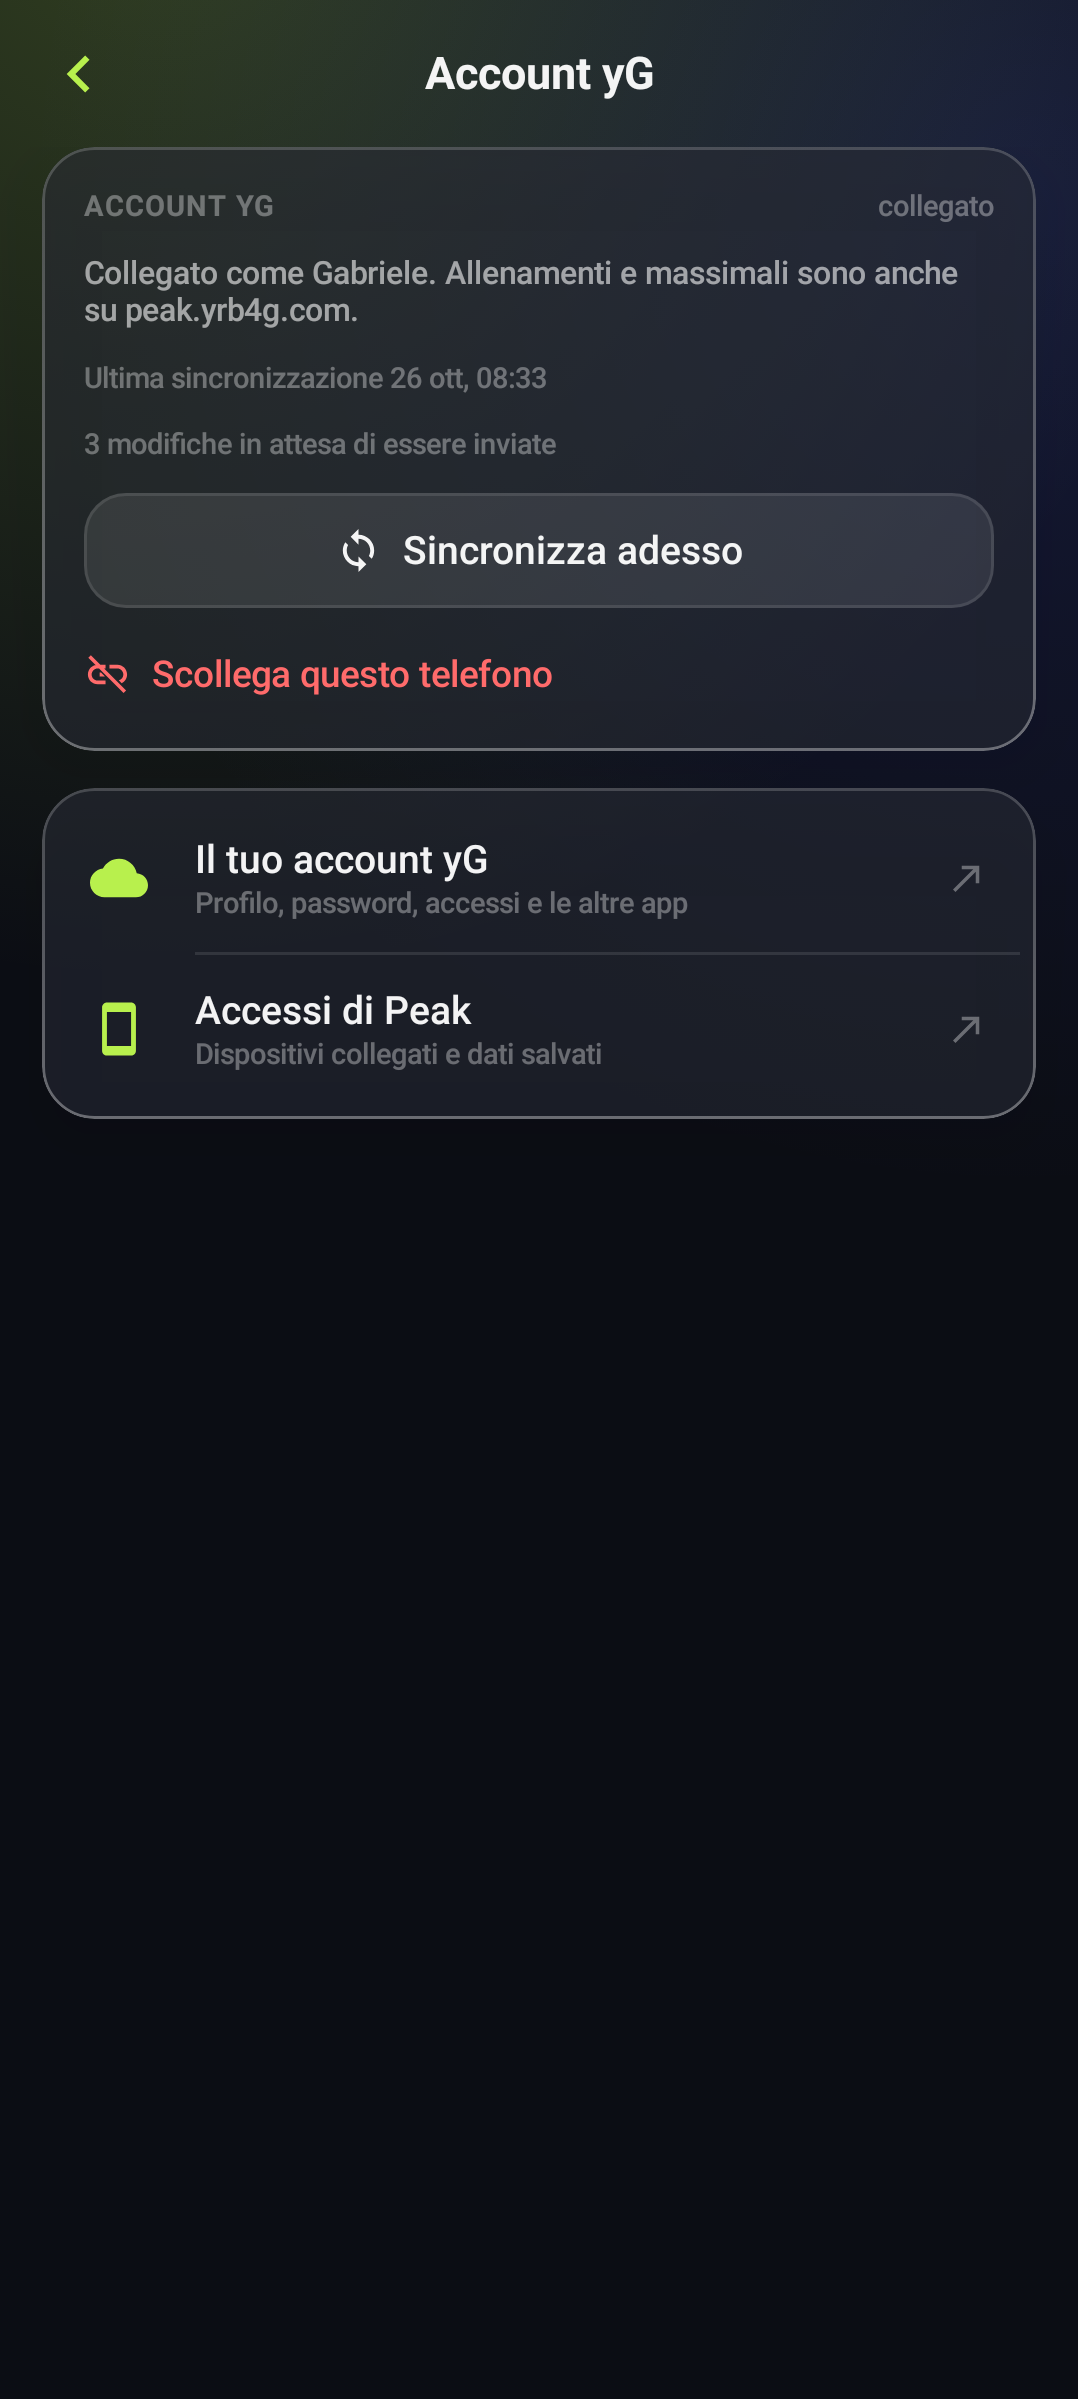 Account yG
ACCOUNT YG
collegato
Collegato come Gabriele. Allenamenti e massimali sono anche
su peak.yrb4g.com.
Ultima sincronizzazione 26 ott, 08:33
3 modifiche in attesa di essere inviate
Sincronizza adesso
Scollega questo telefono
Il tuo account yG
Profilo, password, accessi e le altre app
Accessi di Peak
Dispositivi collegati e dati salvati